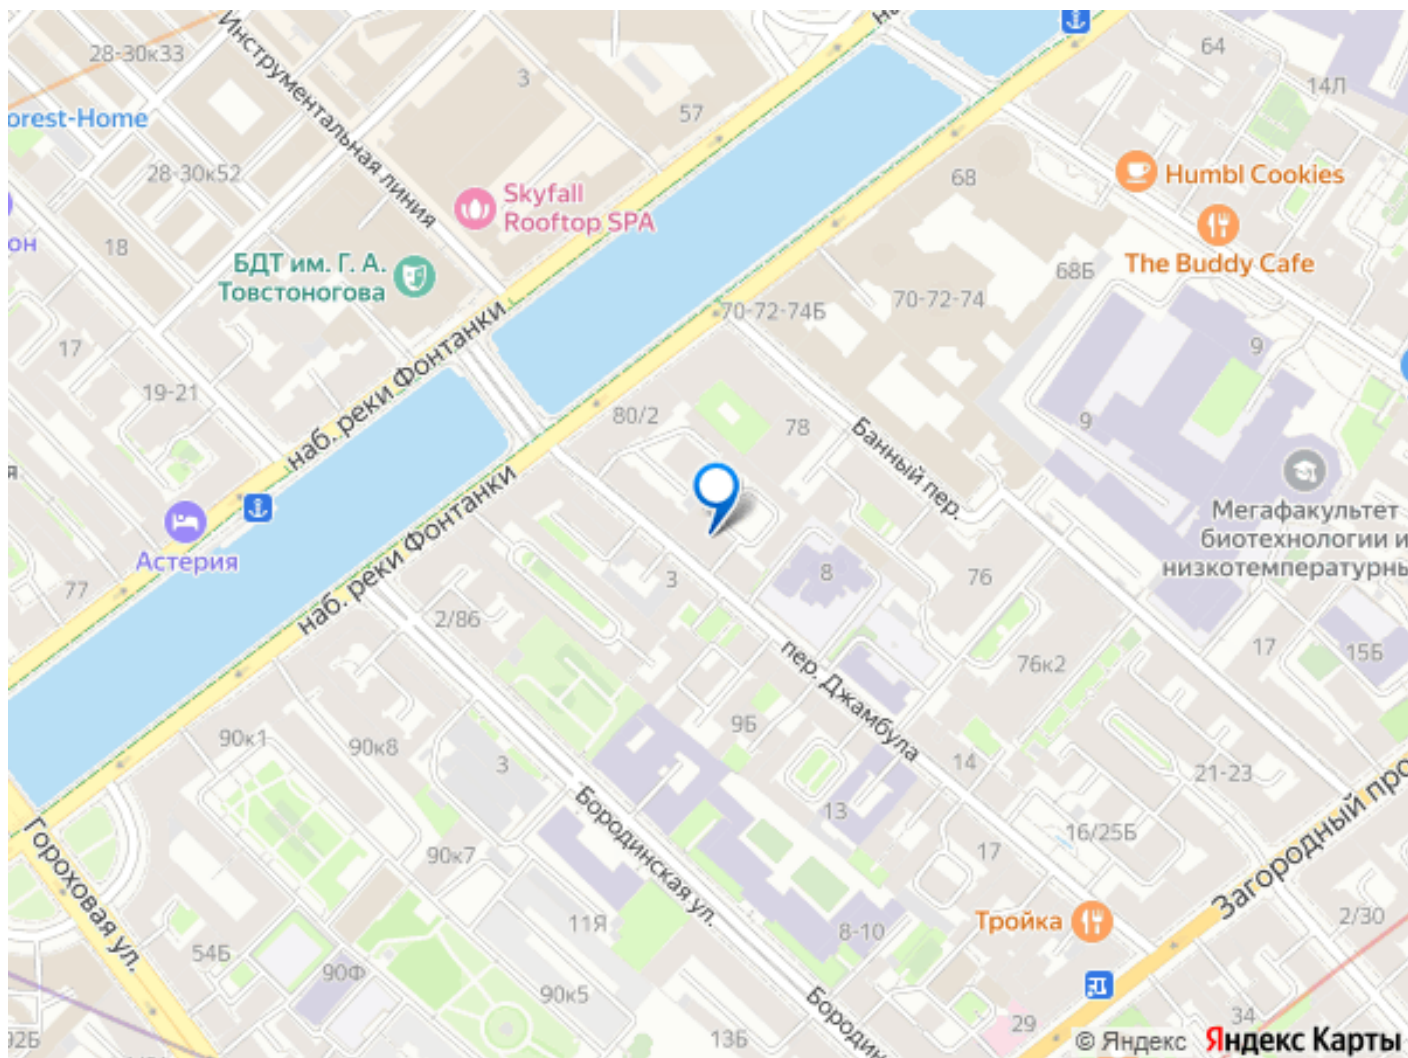 28-30к33
Инструментальная линия
3
наб.
64
14Л
orest-Home
57
28-30к52
Skyfall
Rooftop SPA
68
Humbl Cookies
The Buddy Cafe
он
18
БДТ им. Г. А.
Товстоногова
68Б
70-72-74
70-72-74Б
наб. реки Фонтанки
17
19-21
9
9
80/2
78
Банный пер.
я
Астерия
77
наб. реки Фонтанки
Мегафакультет
биотехнологии и
низкотемпературны
3
8
76
2/86
пер. Джамбула
76к2
17
15Б
90к1
90к8
9Б
3
14
21-23
Загородный про
13
Бородинская ул.
16/25Б
90к7
17
Гороховая ул.
11Я
8-10
Тройка
2/30
54Б
90Ф
90к5
Бородин
13Б
29
34
92Б
© Яндекс Яндекс Карты